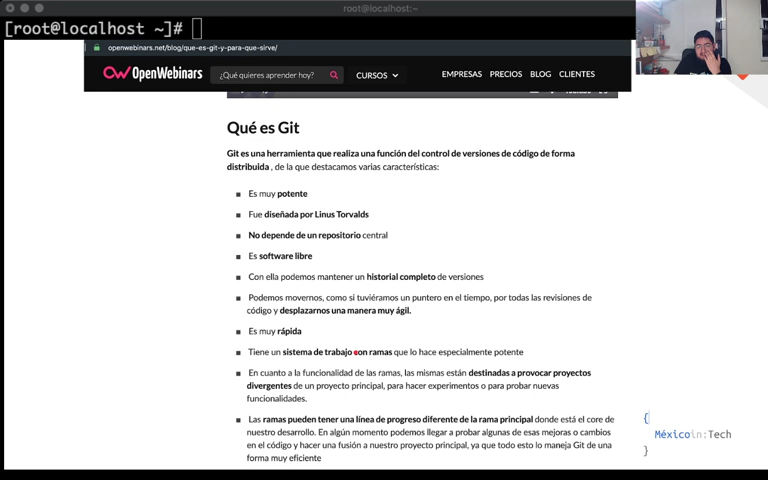 root@localhost:~
[root@localhost ~]#
openwebinars.net/blog/que-es-git-y-para-que-sirve/
OpenWebinars ¿Qué quieres aprender hoy? CURSOS EMPRESAS PRECIOS BLOG CLIENTES
Qué es Git
Git es una herramienta que realiza una función del control de versiones de código de forma
distribuida , de la que destacamos varias características:
Es muy potente
Fue diseñada por Linus Torvalds
No depende de un repositorio central
Es software libre
Con ella podemos mantener un historial completo de versiones
Podemos movernos, como si tuviéramos un puntero en el tiempo, por todas las revisiones de
código y desplazarnos una manera muy ágil.
Es muy rápida
Tiene un sistema de trabajo con ramas que lo hace especialmente potente
En cuanto a la funcionalidad de las ramas, las mismas están destinadas a provocar proyectos
divergentes de un proyecto principal, para hacer experimentos o para probar nuevas
funcionalidades.
Las ramas pueden tener una línea de progreso diferente de la rama principal donde está el core de
nuestro desarrollo. En algún momento podemos llegar a probar algunas de esas mejoras o cambios
en el código y hacer una fusión a nuestro proyecto principal, ya que todo esto lo maneja Git de una
forma muy eficiente
{
Méxicoin:Tech
}